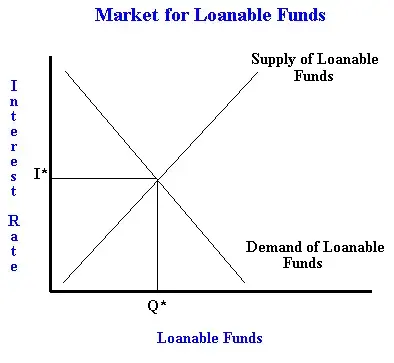 Market for Loanable Funds
Supply of Loanable
Funds
Interest Rate
I*
Demand of Loanable
Funds
Q*
Loanable Funds